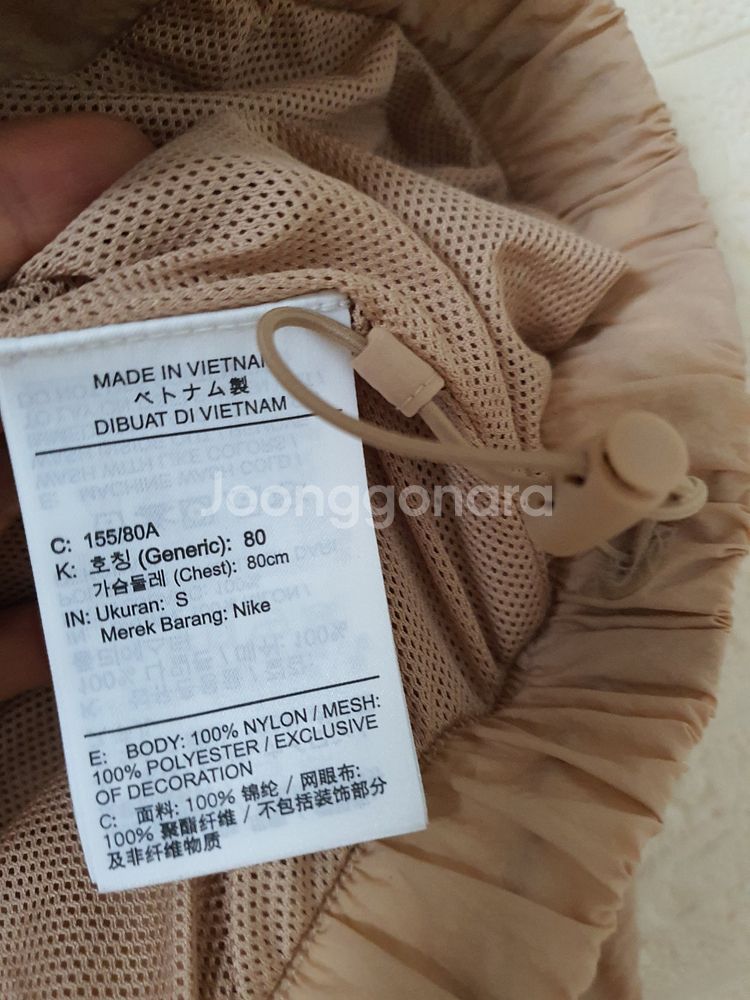 MADE IN VIETNAM
ベトナム製
DIBUAT DI VIETNAM
Joonggonara
C: 155/80A
K: 호칭 (Generic): 80
가슴둘레 (Chest): 80cm
IN: Ukuran: S
Merek Barang: Nike
E: BODY: 100% NYLON / MESH:
100% POLYESTER / EXCLUSIVE
OF DECORATION
C: 面料: 100% 锦纶 / 网眼布:
100% 聚酯纤维 / 不包括装饰部分
及非纤维物质